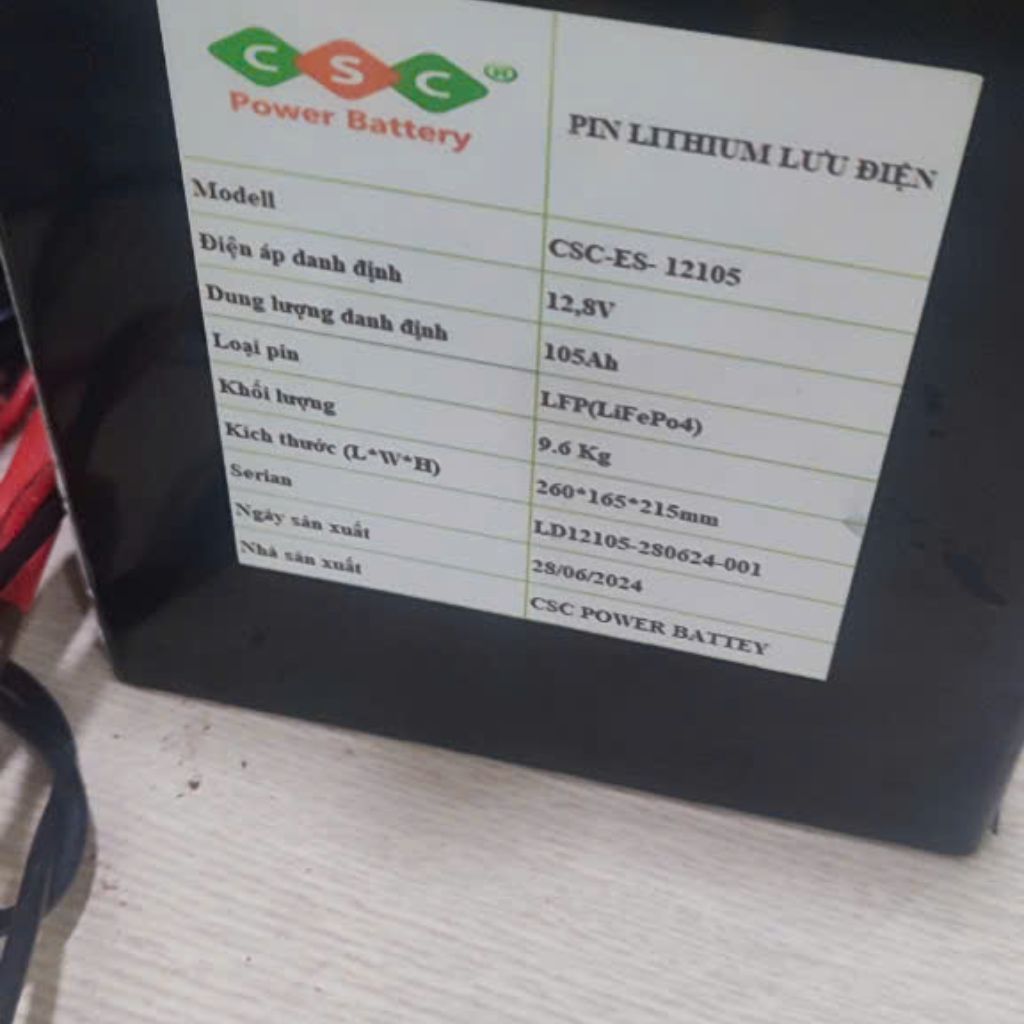 CSC
Power Battery
PIN LITHIUM LƯU ĐIỆN
Modell CSC-ES- 12105
Điện áp danh định 12,8V
Dung lượng danh định 105Ah
Loại pin LFP(LiFePo4)
Khối lượng 9.6 Kg
Kích thước (L*W*H) 260*165*215mm
Serian LD12105-280624-001
Ngày sản xuất 28/06/2024
Nhà sản xuất CSC POWER BATTEY